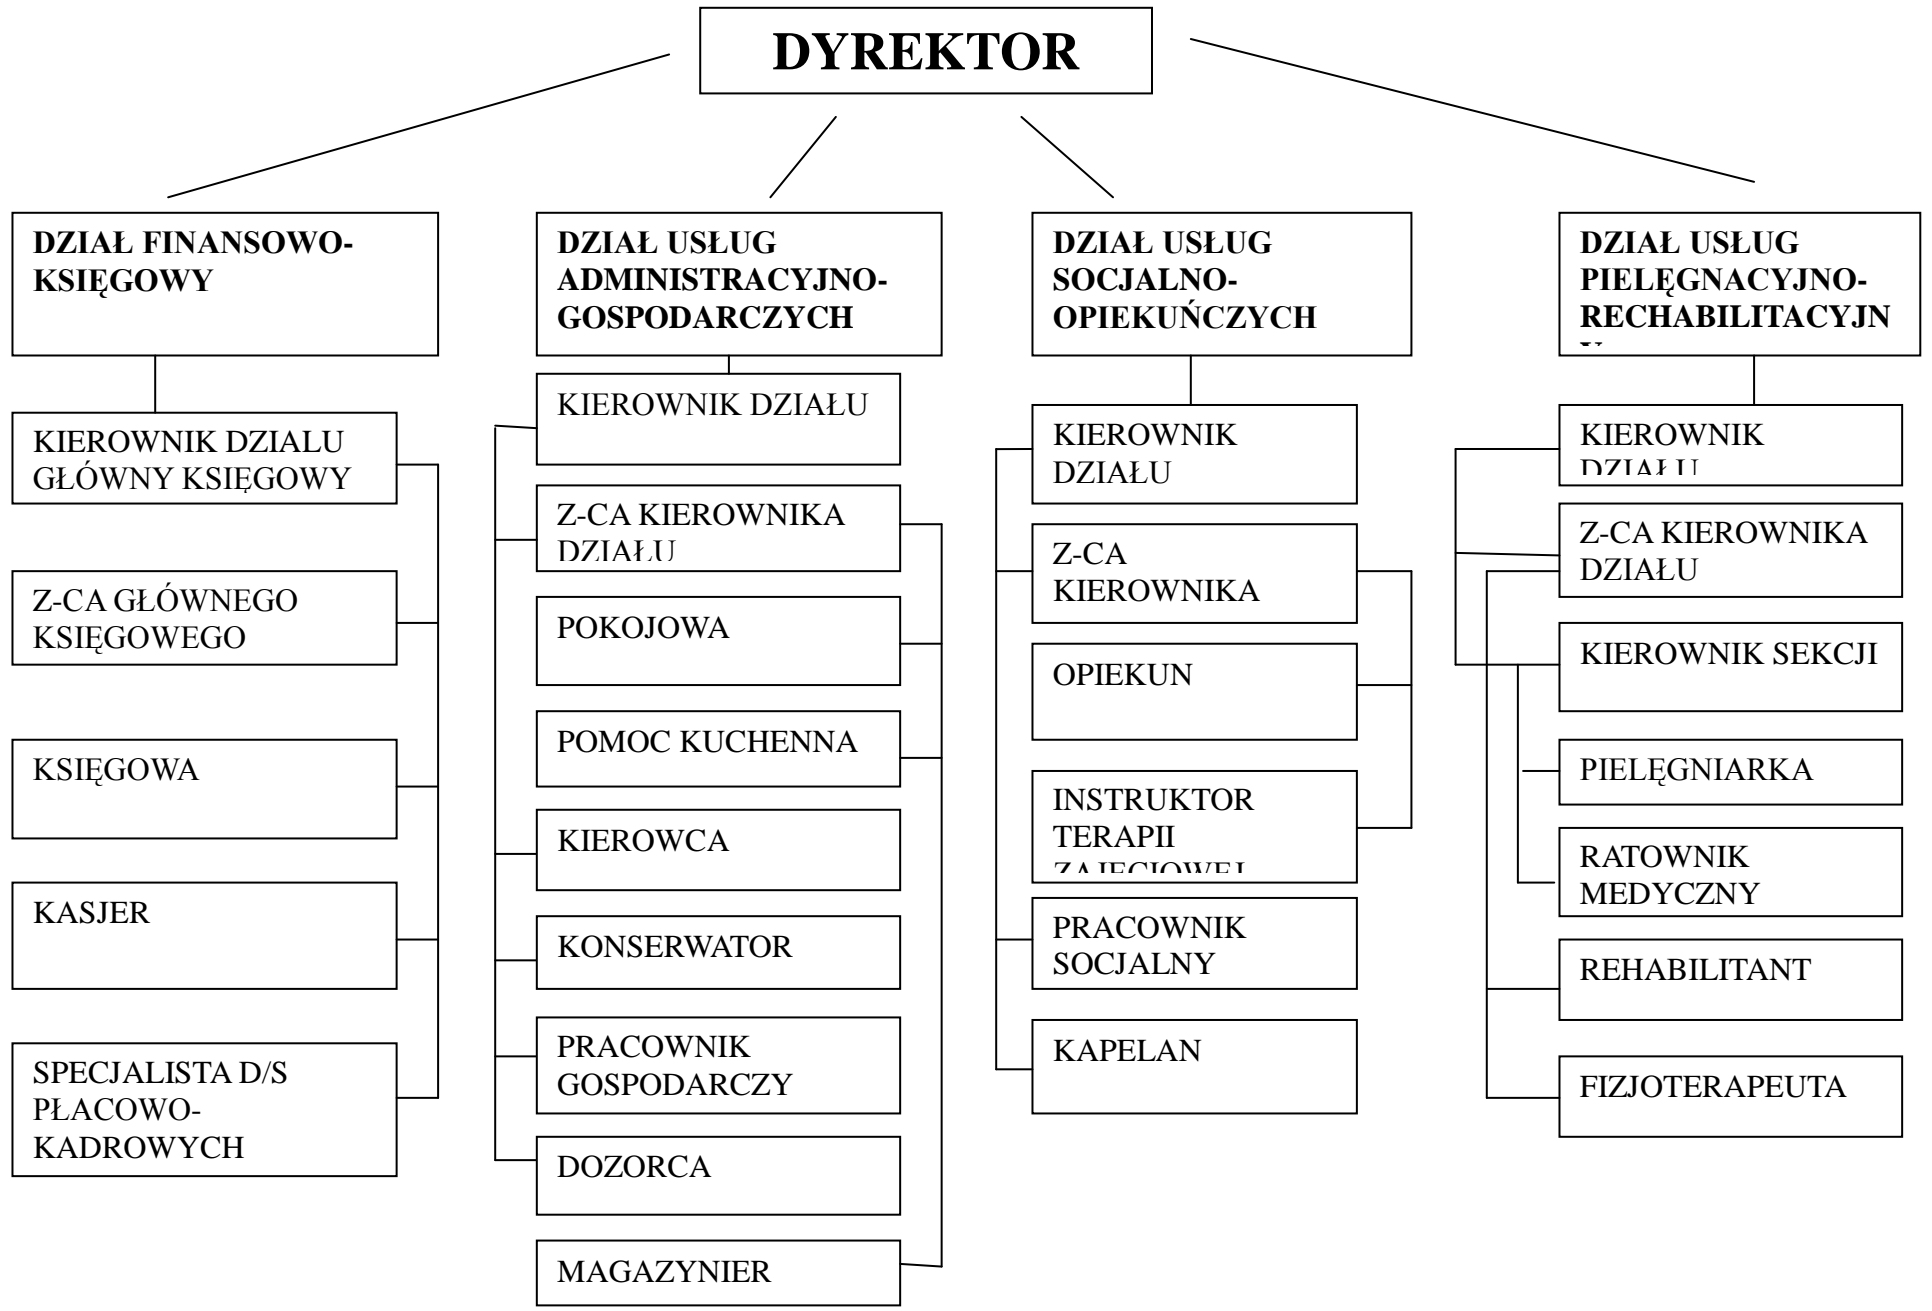 DYREKTOR
DZIAŁ FINANSOWO-
KSIĘGOWY
KIEROWNIK DZIALU
GŁÓWNY KSIĘGOWY
Z-CA GŁÓWNEGO
KSIĘGOWEGO
KSIĘGOWA
KASJER
SPECJALISTA D/S
PŁACOWO-
KADROWYCH
DZIAŁ USŁUG
ADMINISTRACYJNO-
GOSPODARCZYCH
KIEROWNIK DZIAŁU
Z-CA KIEROWNIKA
DZIAŁU
POKOJOWA
POMOC KUCHENNA
KIEROWCA
KONSERWATOR
PRACOWNIK
GOSPODARCZY
DOZORCA
MAGAZYNIER
DZIAŁ USŁUG
SOCJALNO-
OPIEKUŃCZYCH
KIEROWNIK
DZIAŁU
Z-CA
KIEROWNIKA
OPIEKUN
INSTRUKTOR
TERAPII
ZAJĘCIOWEJ
PRACOWNIK
SOCJALNY
KAPELAN
DZIAŁ USŁUG
PIELĘGNACYJNO-
RECHABILITACYJN
KIEROWNIK
DZIAŁU
Z-CA KIEROWNIKA
DZIAŁU
KIEROWNIK SEKCJI
PIELĘGNIARKA
RATOWNIK
MEDYCZNY
REHABILITANT
FIZJOTERAPEUTA